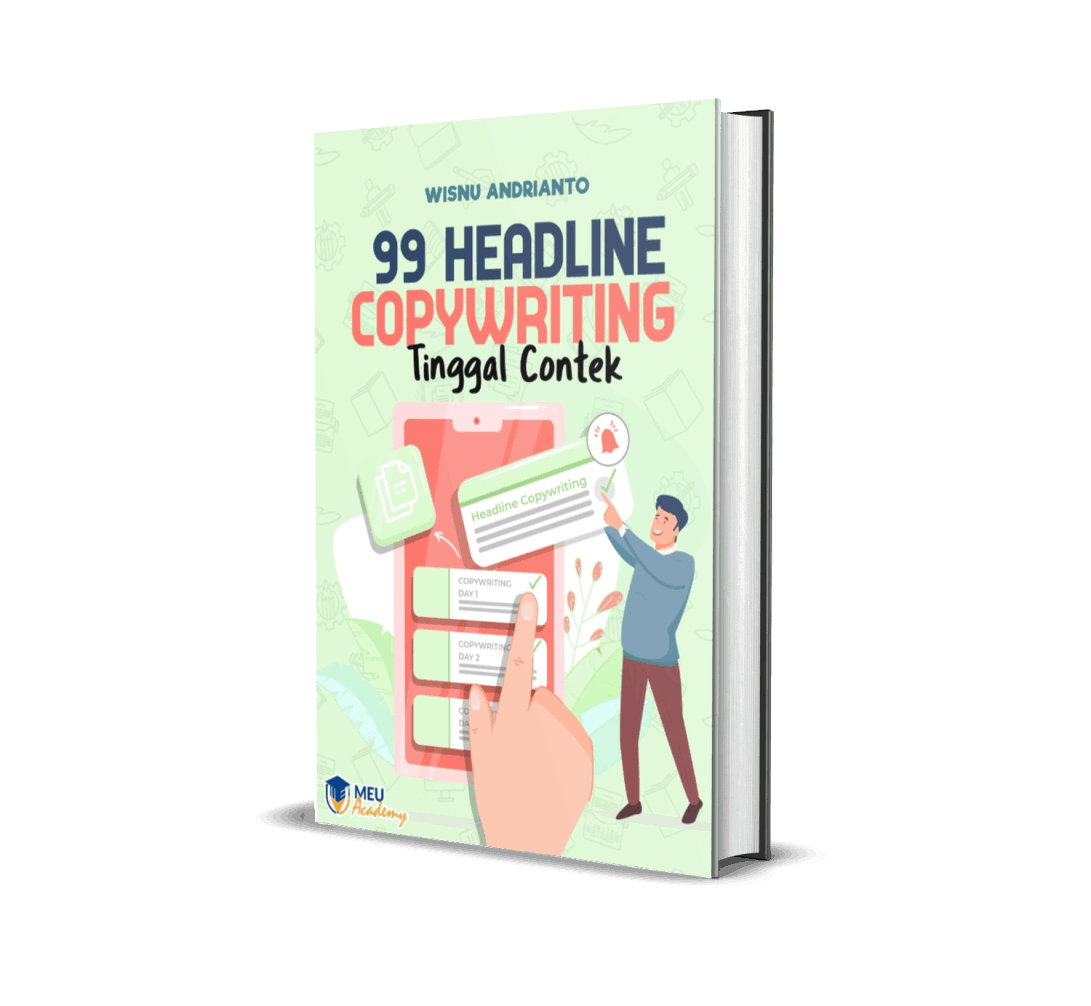 WISNU ANDRIANTO
99 HEADLINE
COPYWRITING
Tinggal Contek
Headline Copywriting
COPYWRITING
DAY 1
COPYWRITING
DAY 2
MEU
Academy